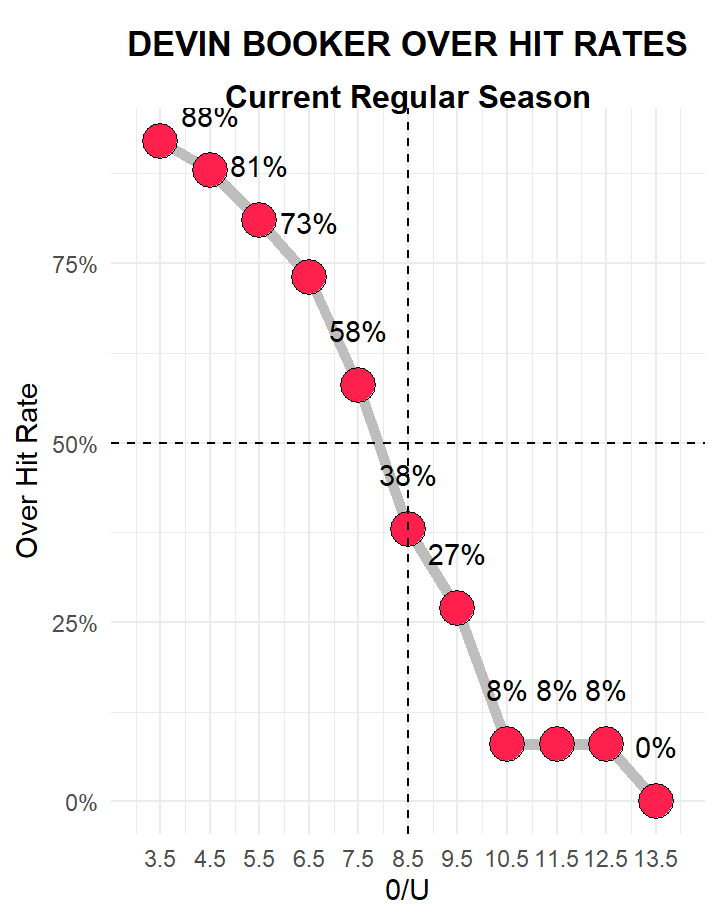 DEVIN BOOKER OVER HIT RATES
Current Regular Season
88%
81%
73%
58%
38%
27%
8% 8% 8%
0%
75%
50%
25%
0%
Over Hit Rate
3.5 4.5 5.5 6.5 7.5 8.5 9.5 10.5 11.5 12.5 13.5
0/U